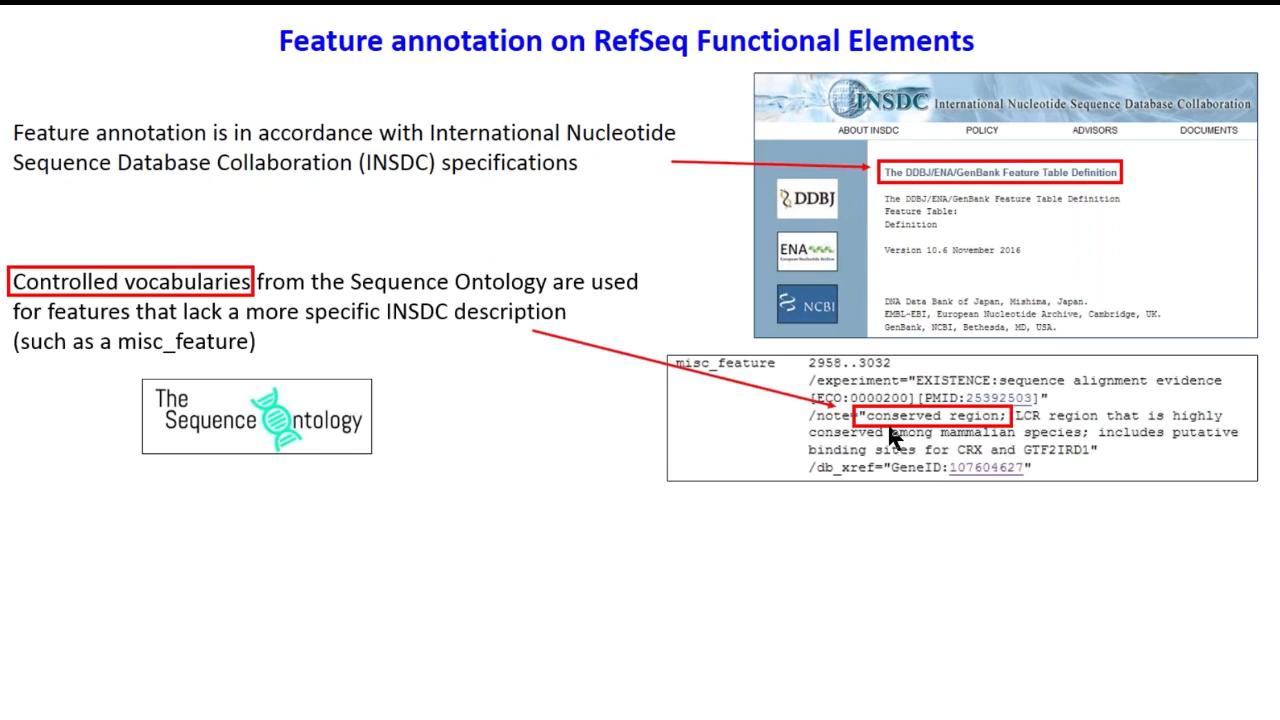 Feature annotation on RefSeq Functional Elements
Feature annotation is in accordance with International Nucleotide
Sequence Database Collaboration (INSDC) specifications
INSDC International Nucleotide Sequence Database Collaboration
ABOUT INSDC POLICY ADVISORS DOCUMENTS
The DDBJ/ENA/GenBank Feature Table Definition
DDBJ
The DDBJ/ENA/GenBank Feature Table Definition
Feature Table:
Definition
ENA
European Nucleotide Archive
Version 10.6 November 2016
NCBI
DNA Data Bank of Japan, Mishima, Japan.
EMBL-EBI, European Nucleotide Archive, Cambridge, UK.
GenBank, NCBI, Bethesda, MD, USA.
Controlled vocabularies from the Sequence Ontology are used
for features that lack a more specific INSDC description
(such as a misc_feature)
The
Sequence Ontology
misc_feature 2958..3032
/experiment="EXISTENCE:sequence alignment evidence
[ECO:0000200][PMID:25392503]"
/note="conserved region; LCR region that is highly
conserved among mammalian species; includes putative
binding sites for CRX and GTF2IRD1"
/db_xref="GeneID:107604627"